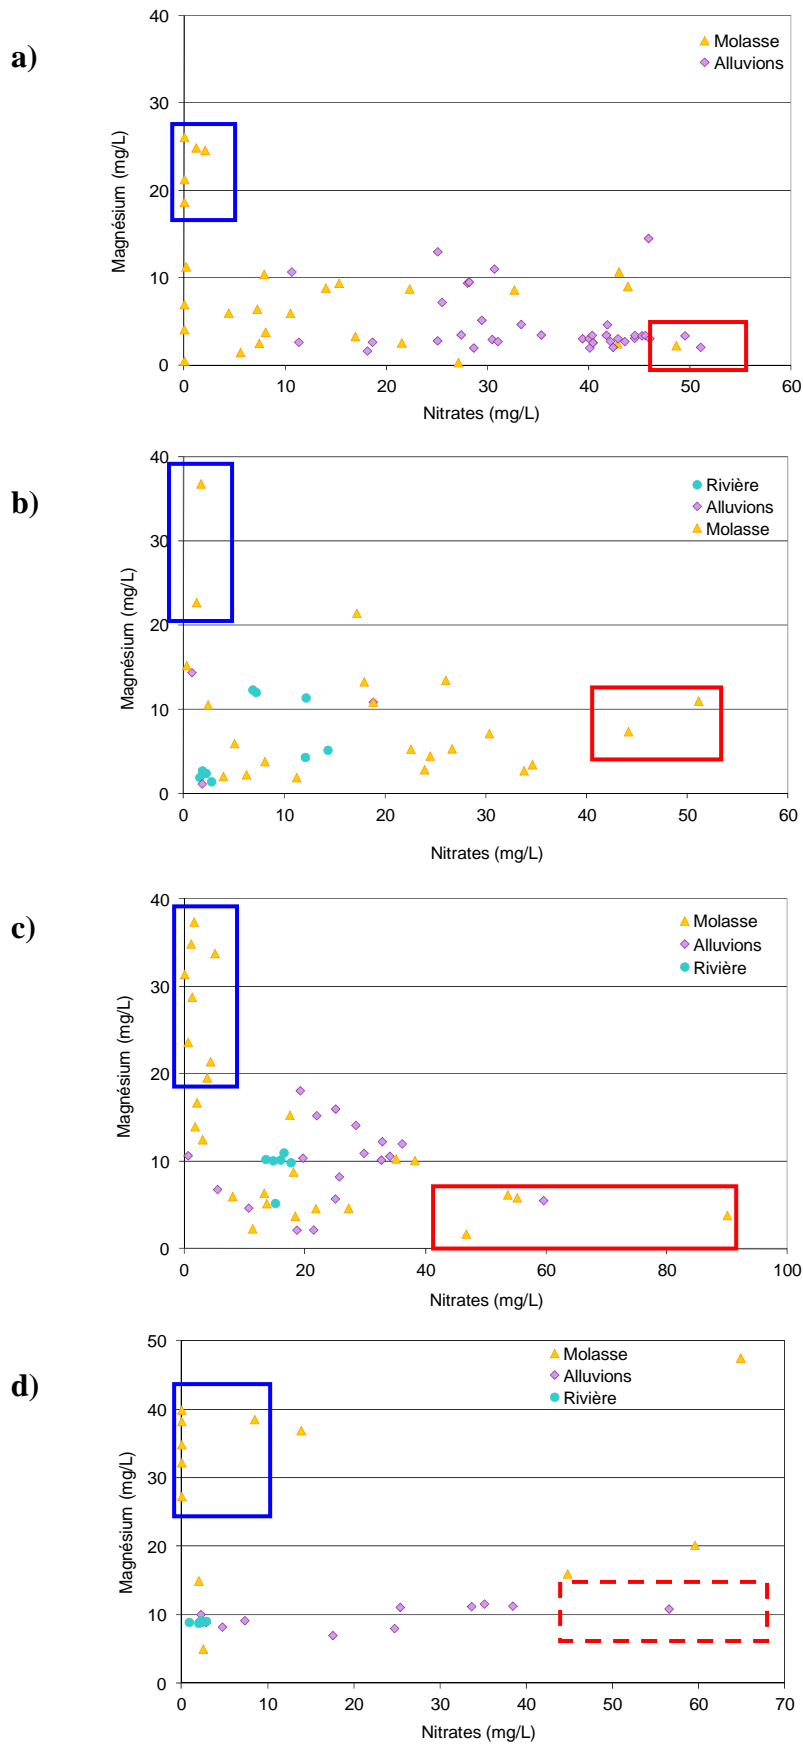 a)
Magnésium (mg/L)
40
30
20
10
0
0 10 20 30 40 50 60
Nitrates (mg/L)
Molasse
Alluvions
b)
Magnésium (mg/L)
40
30
20
10
0
0 10 20 30 40 50 60
Nitrates (mg/L)
Rivière
Alluvions
Molasse
c)
Magnésium (mg/L)
40
30
20
10
0
0 20 40 60 80 100
Nitrates (mg/L)
Molasse
Alluvions
Rivière
d)
Magnésium (mg/L)
50
40
30
20
10
0
0 10 20 30 40 50 60 70
Nitrates (mg/L)
Molasse
Alluvions
Rivière